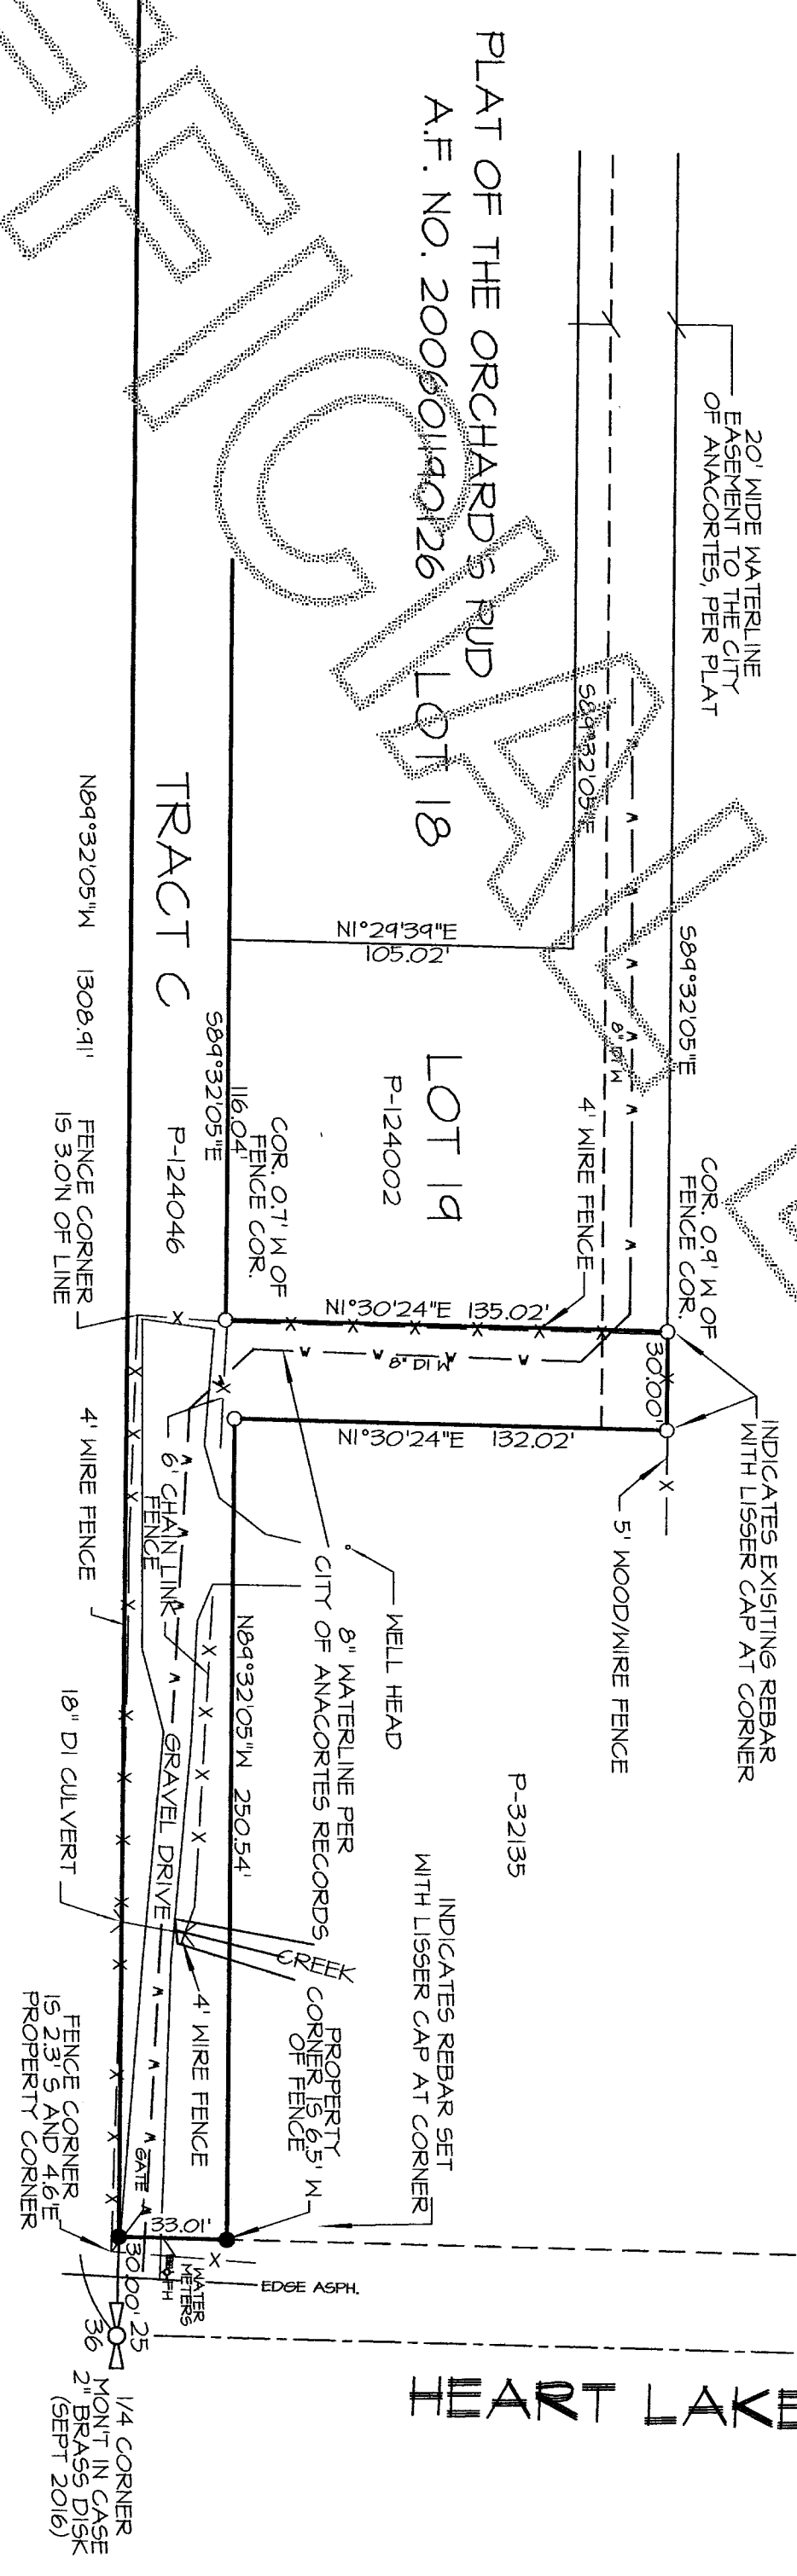 PLAT OF THE ORCHARDS PUD
A.F. NO. 200601190126
LOT 18
20' WIDE WATERLINE
EASEMENT TO THE CITY
OF ANACORTES, PER PLAT
S89°32'05"E
S89°32'05"E
N1°29'39"E
105.02'
TRACT C
N89°32'05"W 1308.91'
S89°32'05"E
116.04'
LOT 19
P-124002
P-124046
8" DI W
4' WIRE FENCE
COR. 0.9' W OF
FENCE COR.
COR. 0.7' W OF
FENCE COR.
FENCE CORNER
IS 3.0'N OF LINE
N1°30'24"E 135.02'
30.00'
8" DI W
N1°30'24"E 132.02'
INDICATES EXISITING REBAR
WITH LISSER CAP AT CORNER
5' WOOD/WIRE FENCE
4' WIRE FENCE
6' CHAIN LINK
FENCE
WELL HEAD
8" WATERLINE PER
CITY OF ANACORTES RECORDS
N89°32'05"W 250.54'
P-32135
18" DI CULVERT
GRAVEL DRIVE
CREEK
4' WIRE FENCE
INDICATES REBAR SET
WITH LISSER CAP AT CORNER
PROPERTY
CORNER IS 6.5' W
OF FENCE
FENCE CORNER
IS 2.3' S AND 4.6'E
PROPERTY CORNER
GATE
33.01'
30.00'
WATER
METERS
FH
EDGE ASPH.
25
36
1/4 CORNER
MON'T IN CASE
2" BRASS DISK
(SEPT 2016)
HEART LAKE